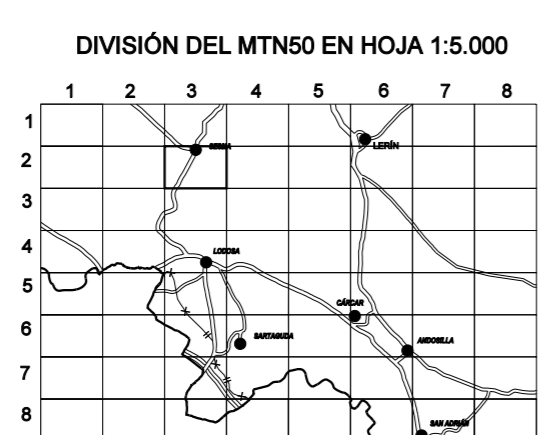 DIVISIÓN DEL MTN50 EN HOJA 1:5.000
1 2 3 4 5 6 7 8
1
LERÍN
2
SESMA
3
4
LODOSA
5
CÁRCAR
6
SARTAGUDA
ANDOSILLA
7
8
SAN ADRIÁN